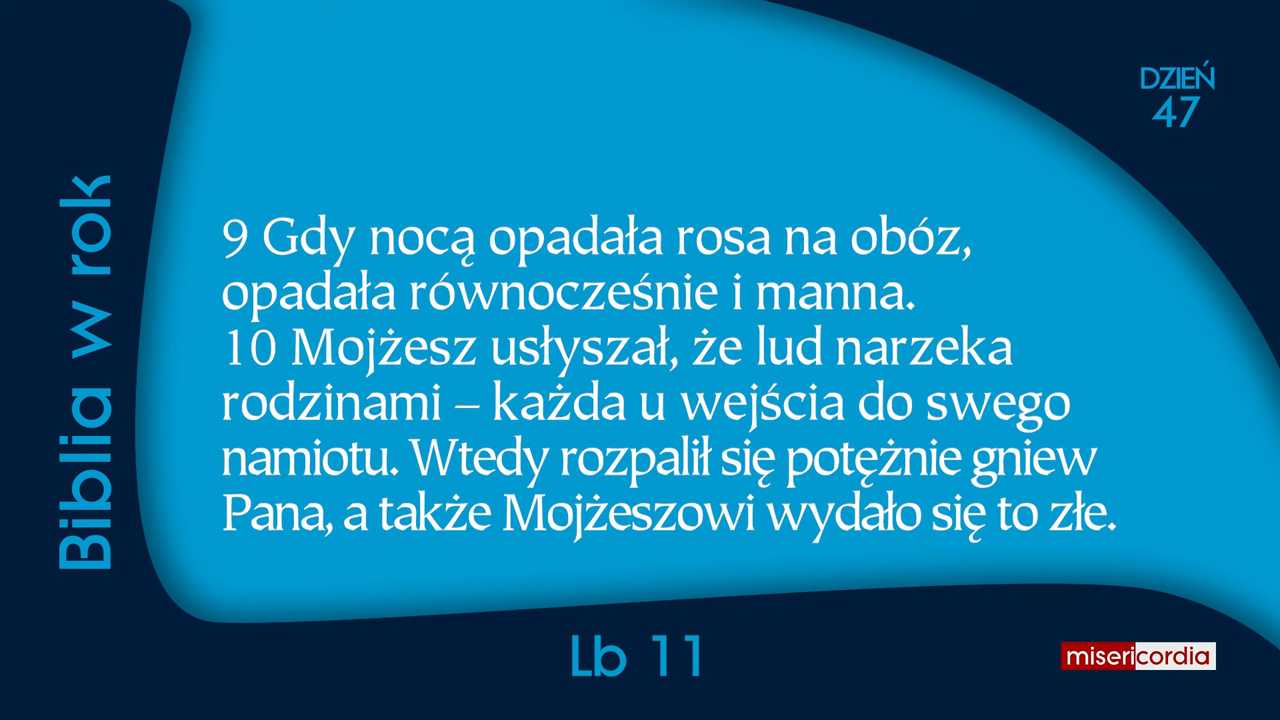 DZIEŃ
47
Biblia w rok
9 Gdy nocą opadała rosa na obóz,
opadała równocześnie i manna.
10 Mojżesz usłyszał, że lud narzeka
rodzinami – każda u wejścia do swego
namiotu. Wtedy rozpalił się potężnie gniew
Pana, a także Mojżeszowi wydało się to złe.
Lb 11
misericordia